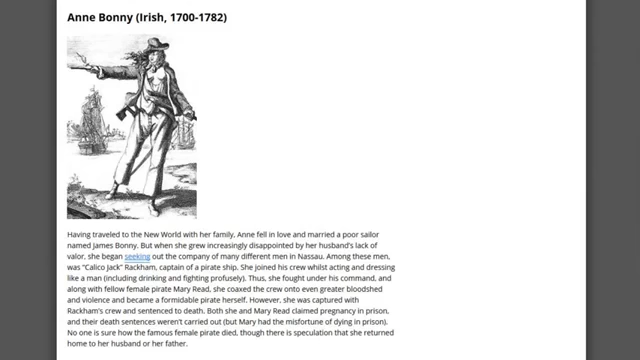 Anne Bonny (Irish, 1700-1782)
Having traveled to the New World with her family, Anne fell in love and married a poor sailor
named James Bonny. But when she grew increasingly disappointed by her husband's lack of
valor, she began seeking out the company of many different men in Nassau. Among these men,
was "Calico Jack" Rackham, captain of a pirate ship. She joined his crew whilst acting and dressing
like a man (including drinking and fighting profusely). Thus, she fought under his command, and
along with fellow female pirate Mary Read, she coaxed the crew onto even greater bloodshed
and violence and became a formidable pirate herself. However, she was captured with
Rackham's crew and sentenced to death. Both she and Mary Read claimed pregnancy in prison,
and their death sentences weren't carried out (but Mary had the misfortune of dying in prison).
No one is sure how the famous female pirate died, though there is speculation that she returned
home to her husband or her father.